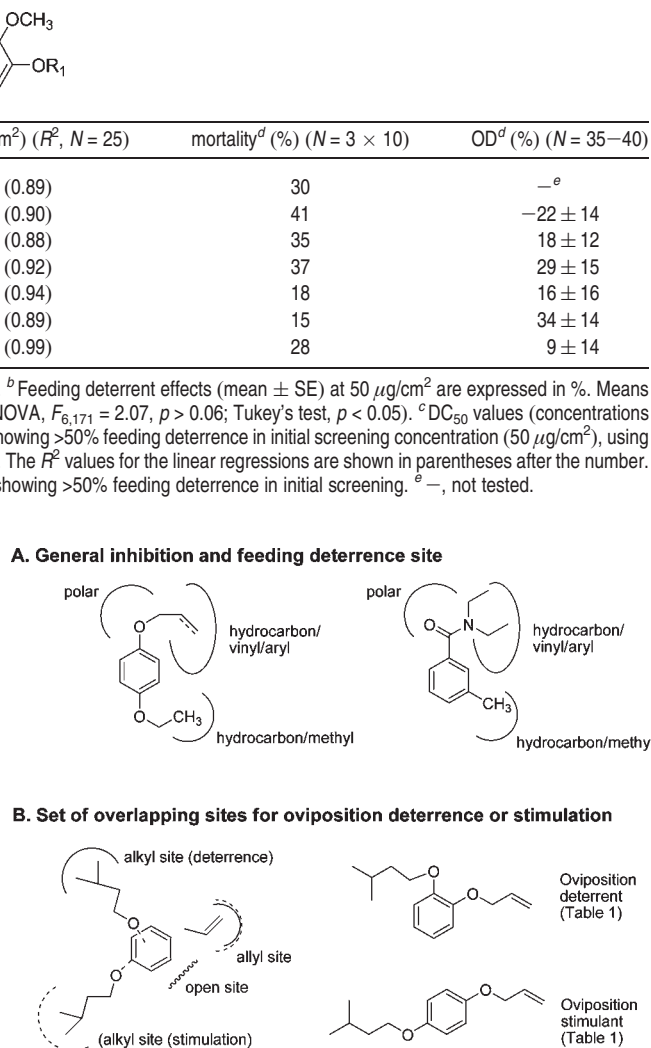 OCH3
OR1
m2) (R2, N = 25) mortalityd (%) (N = 3 × 10) ODd (%) (N = 35−40)
(0.89) 30 −e
(0.90) 41 −22 ± 14
(0.88) 35 18 ± 12
(0.92) 37 29 ± 15
(0.94) 18 16 ± 16
(0.89) 15 34 ± 14
(0.99) 28 9 ± 14
b Feeding deterrent effects (mean ± SE) at 50 μg/cm2 are expressed in %. Means
NOVA, F6,171 = 2.07, p > 0.06; Tukey's test, p < 0.05). c DC50 values (concentrations
howing >50% feeding deterrence in initial screening concentration (50 μg/cm2), using
The R2 values for the linear regressions are shown in parentheses after the number.
showing >50% feeding deterrence in initial screening. e −, not tested.
A. General inhibition and feeding deterrence site
polar
O
hydrocarbon/
vinyl/aryl
O
CH3
hydrocarbon/methyl
polar
O
N
hydrocarbon/
vinyl/aryl
CH3
hydrocarbon/methy
B. Set of overlapping sites for oviposition deterrence or stimulation
alkyl site (deterrence)
O
allyl site
O
open site
(alkyl site (stimulation)
O
O
Oviposition
deterrent
(Table 1)
O
O
Oviposition
stimulant
(Table 1)